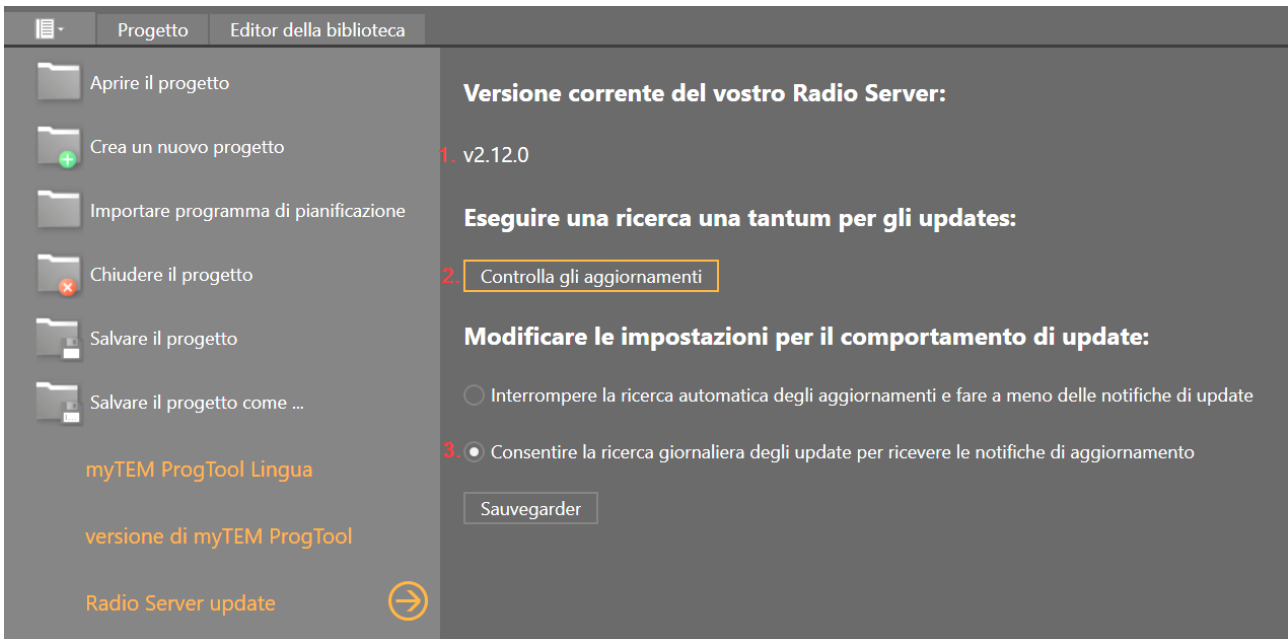 Progetto
Editor della biblioteca
Aprire il progetto
Crea un nuovo progetto
Importare programma di pianificazione
Chiudere il progetto
Salvare il progetto
Salvare il progetto come ...
myTEM ProgTool Lingua
versione di myTEM ProgTool
Radio Server update
Versione corrente del vostro Radio Server:
1. v2.12.0
Eseguire una ricerca una tantum per gli updates:
2. Controlla gli aggiornamenti
Modificare le impostazioni per il comportamento di update:
Interrompere la ricerca automatica degli aggiornamenti e fare a meno delle notifiche di update
3. Consentire la ricerca giornaliera degli update per ricevere le notifiche di aggiornamento
Sauvegarder